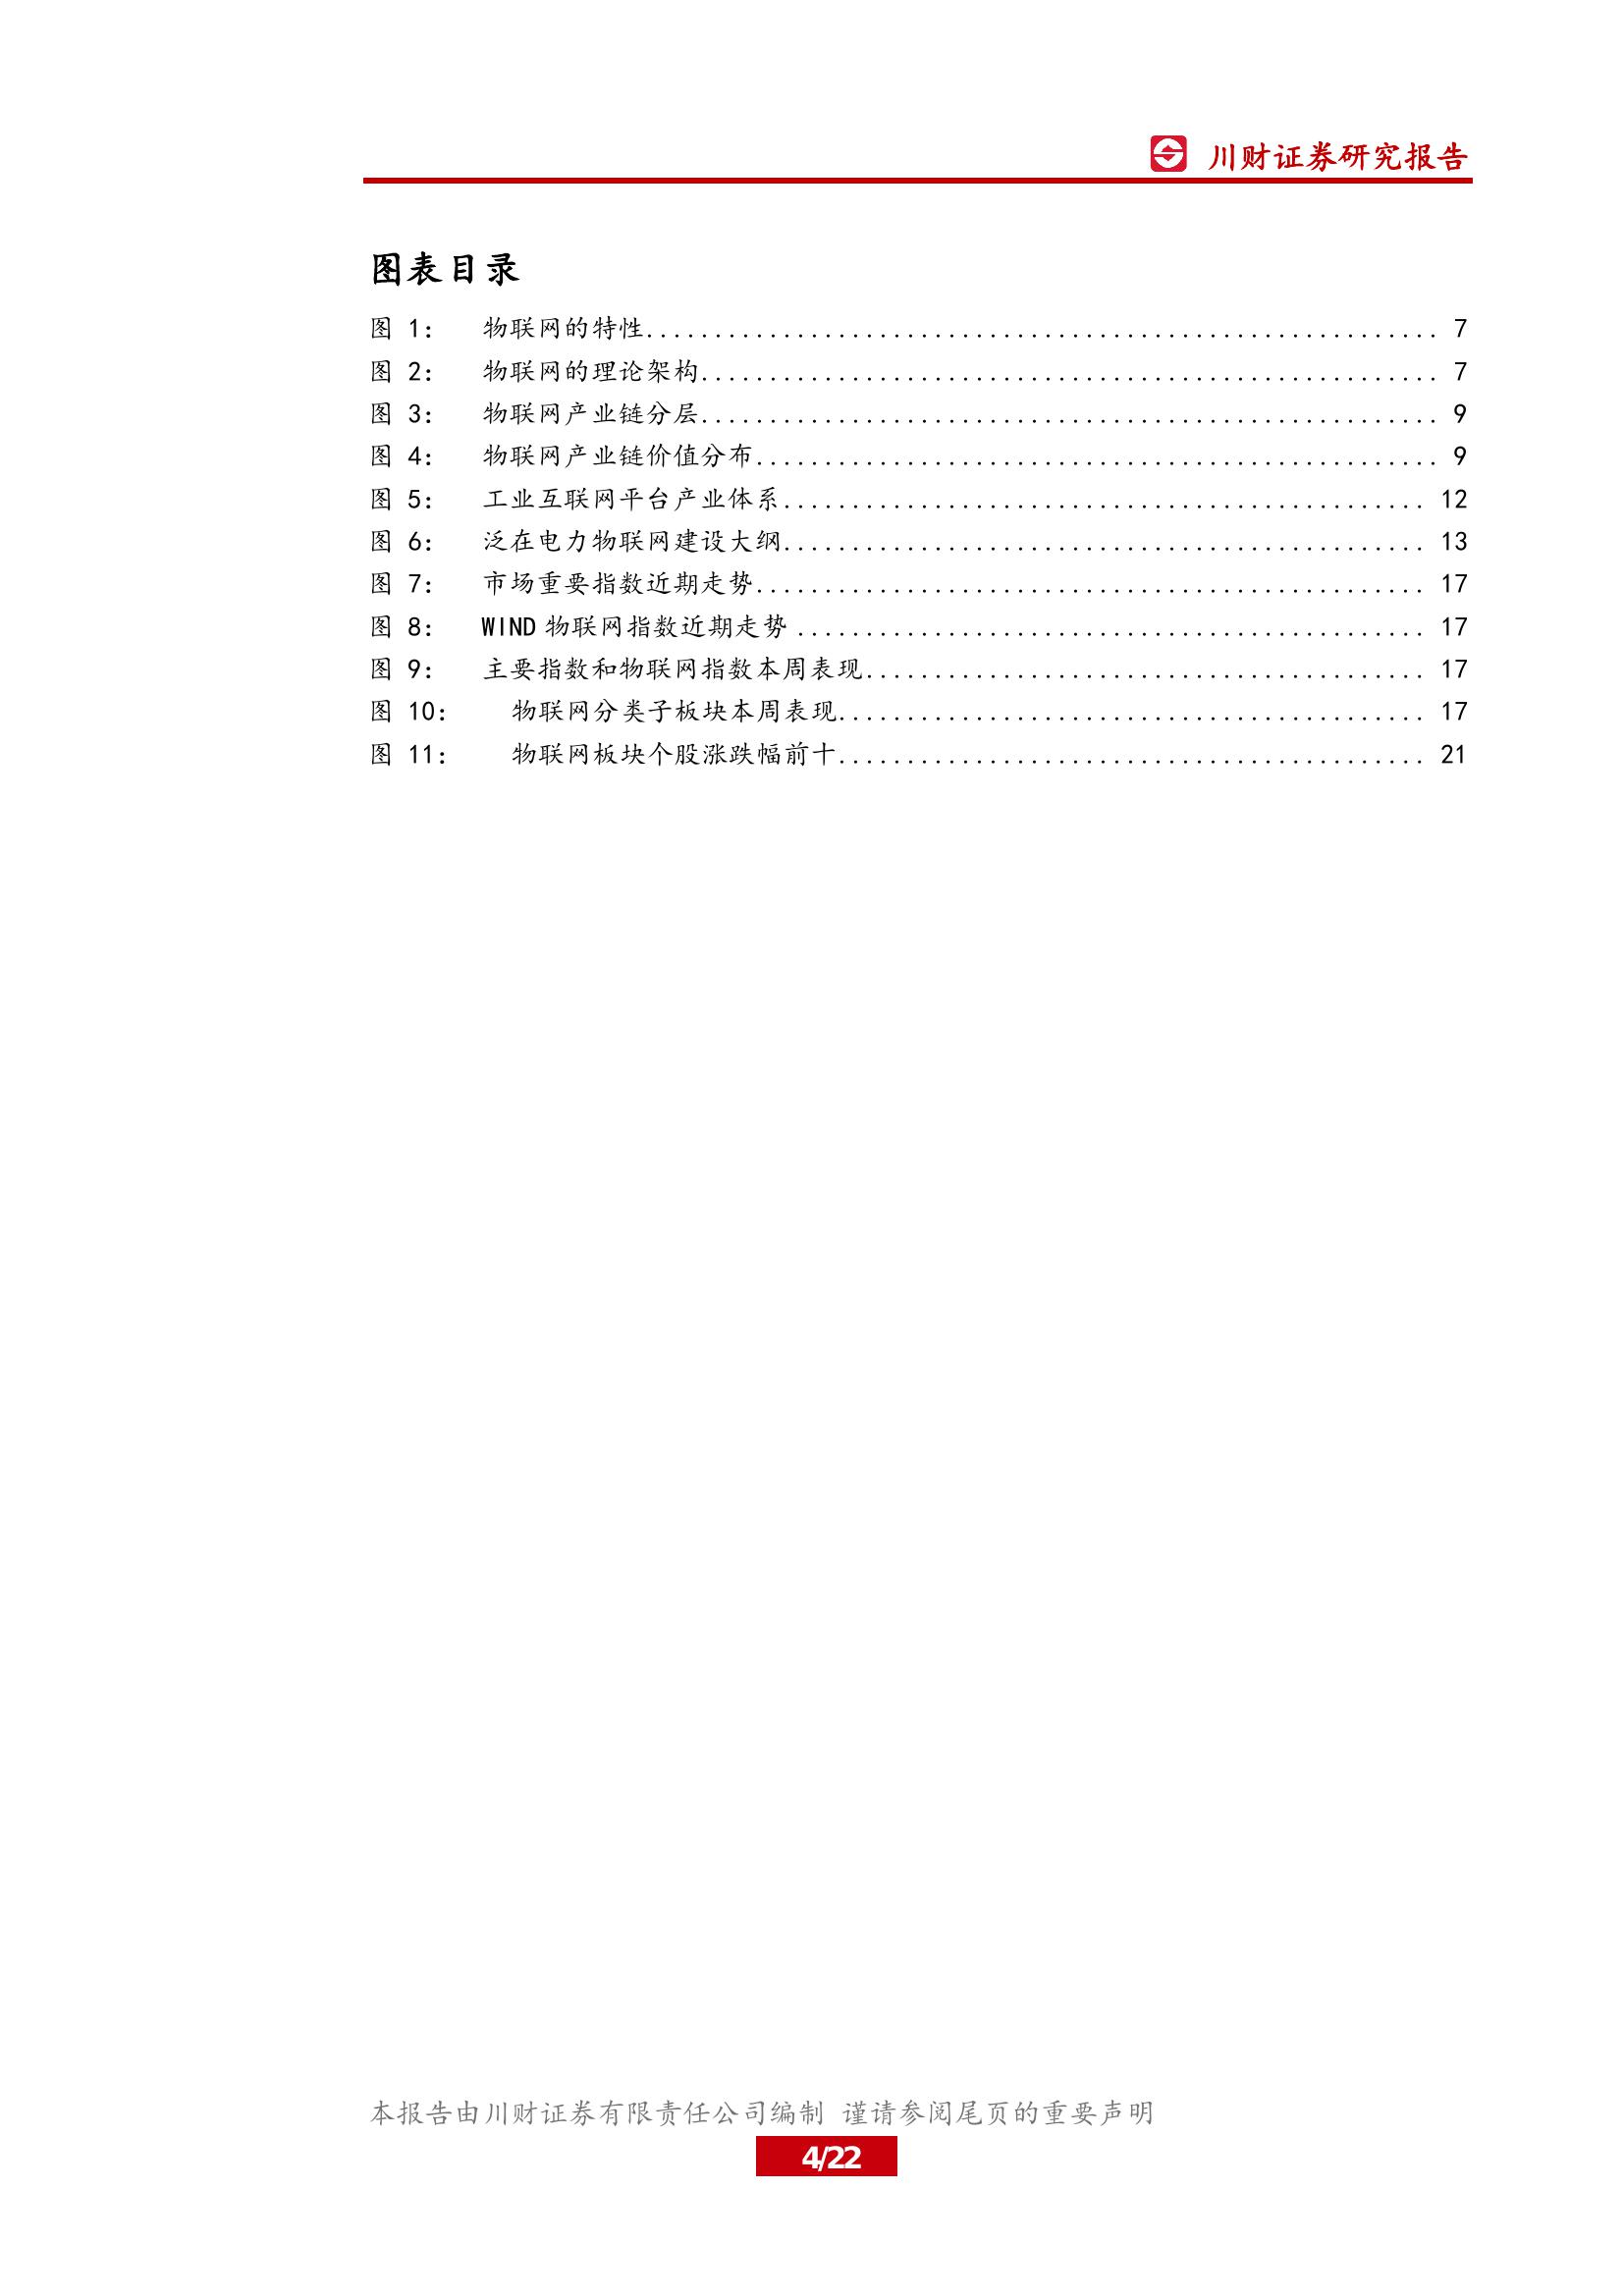 川财证券研究报告
图表目录
图 1： 物联网的特性.......................................................... 7
图 2： 物联网的理论架构...................................................... 7
图 3： 物联网产业链分层...................................................... 9
图 4： 物联网产业链价值分布.................................................. 9
图 5： 工业互联网平台产业体系............................................... 12
图 6： 泛在电力物联网建设大纲............................................... 13
图 7： 市场重要指数近期走势................................................. 17
图 8： WIND 物联网指数近期走势 .............................................. 17
图 9： 主要指数和物联网指数本周表现......................................... 17
图 10： 物联网分类子板块本周表现........................................... 17
图 11： 物联网板块个股涨跌幅前十........................................... 21
本报告由川财证券有限责任公司编制 谨请参阅尾页的重要声明
4/22